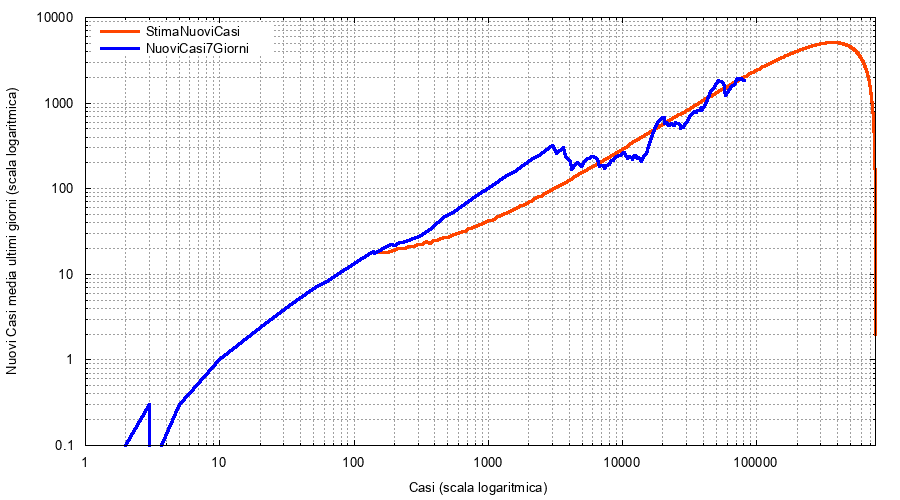 10000
1000
100
10
1
0.1
StimaNuoviCasi
NuoviCasi7Giorni
Nuovi Casi media ultimi giorni (scala logaritmica)
1 10 100 1000 10000 100000
Casi (scala logaritmica)